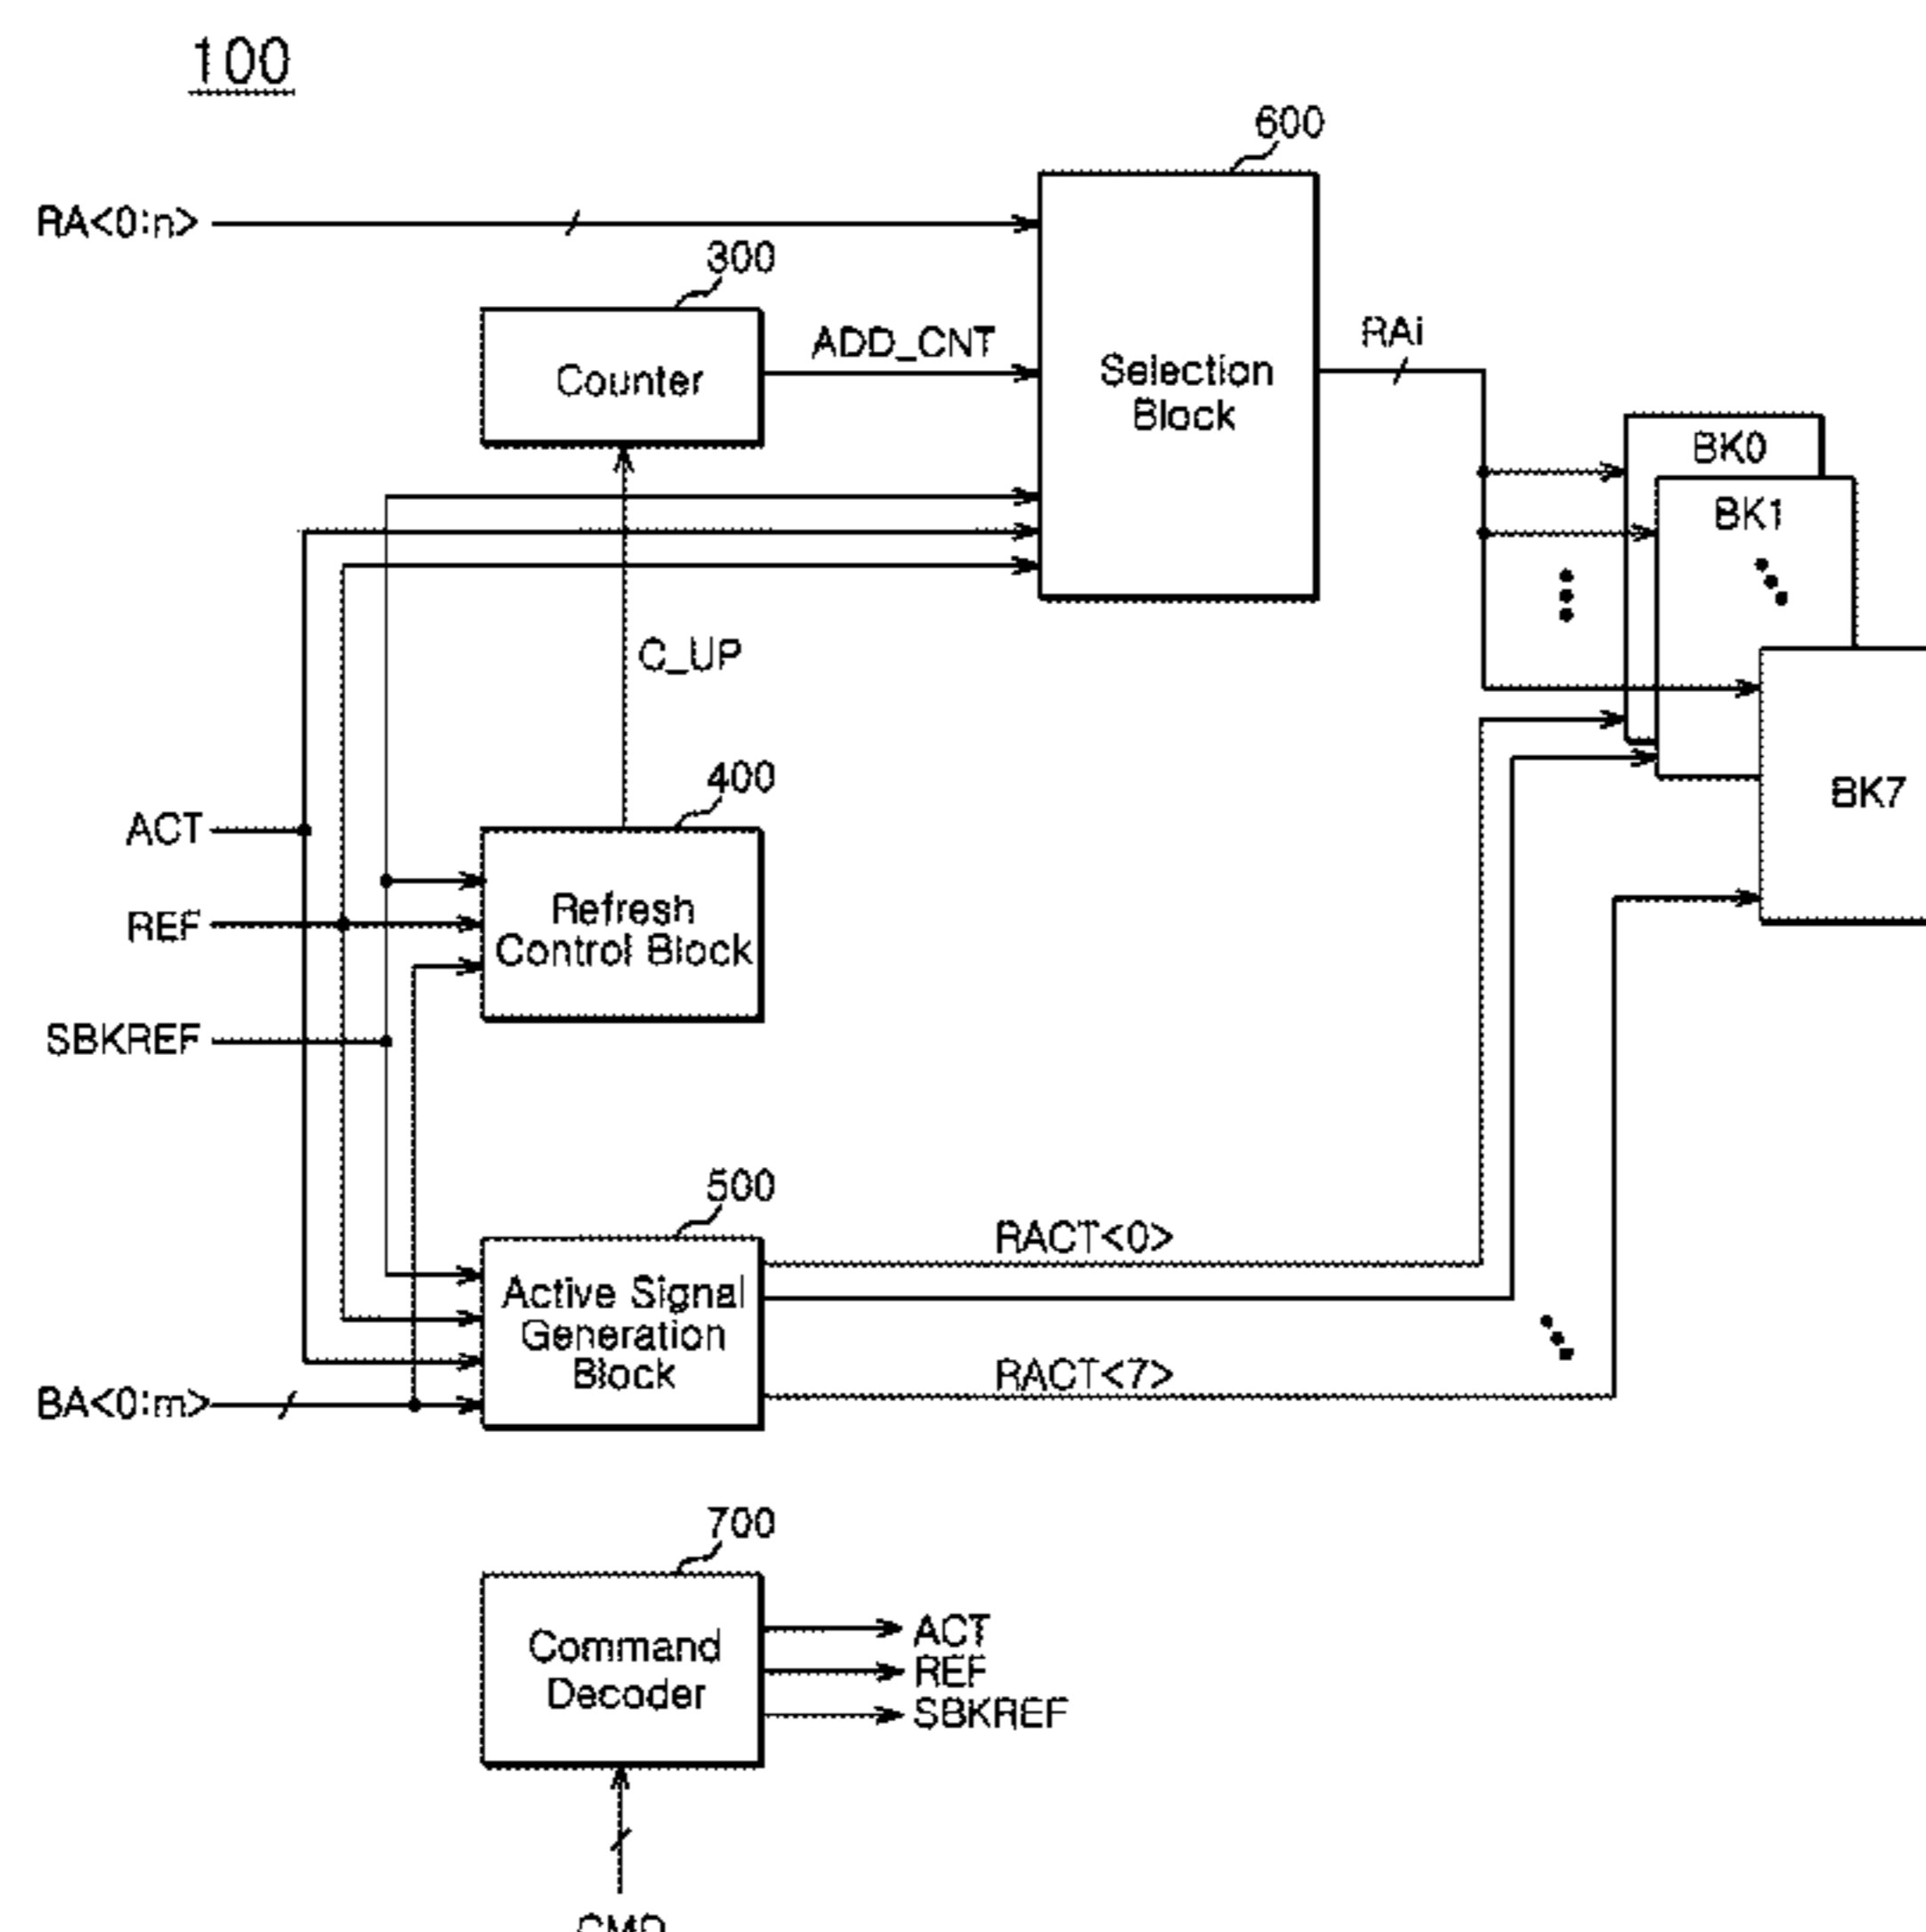 100
600
RA<0:n>
300
Counter
ADD_CNT
Selection
Block
RAi
BK0
BK1
BK7
C_UP
400
ACT
REF
SBKREF
Refresh
Control Block
500
RACT<0>
Active Signal
Generation
Block
RACT<7>
BA<0:m>
700
Command
Decoder
ACT
REF
SBKREF